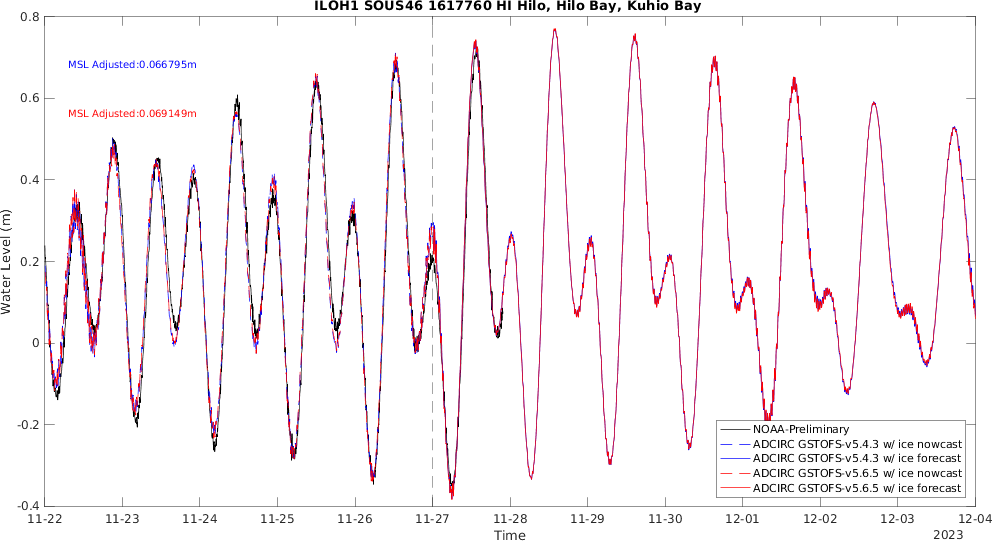 ILOH1 SOUS46 1617760 HI Hilo, Hilo Bay, Kuhio Bay
Water Level (m)
0.8
0.6
0.4
0.2
0
-0.2
-0.4
MSL Adjusted:0.066795m
MSL Adjusted:0.069149m
NOAA-Preliminary
ADCIRC GSTOFS-v5.4.3 w/ ice nowcast
ADCIRC GSTOFS-v5.4.3 w/ ice forecast
ADCIRC GSTOFS-v5.6.5 w/ ice nowcast
ADCIRC GSTOFS-v5.6.5 w/ ice forecast
11-22 11-23 11-24 11-25 11-26 11-27 11-28 11-29 11-30 12-01 12-02 12-03 12-04
2023
Time